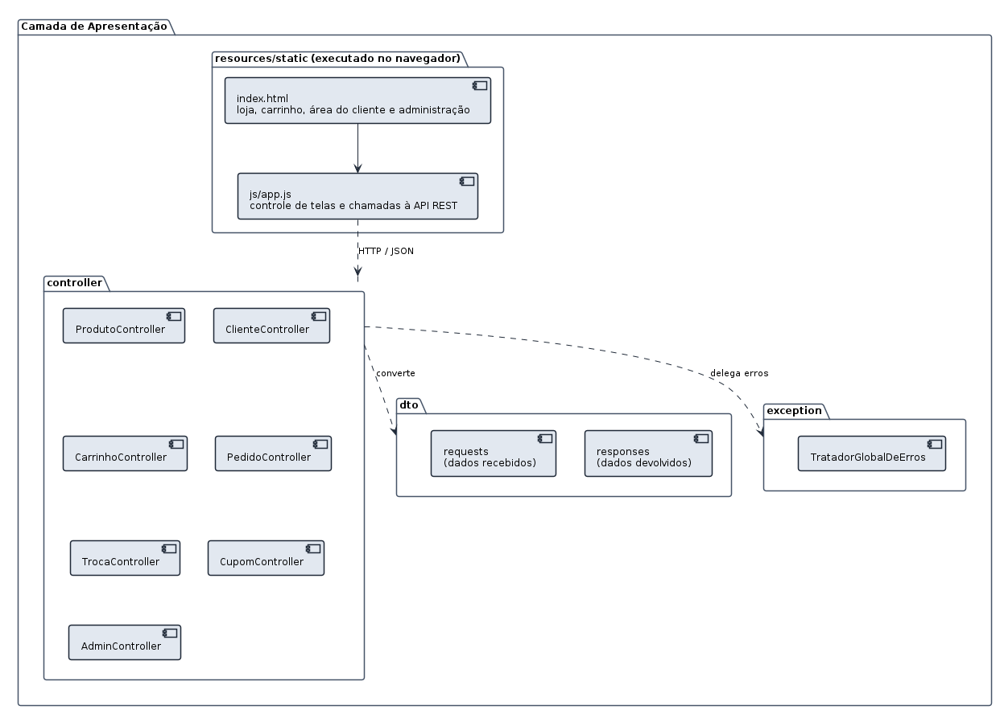 Camada de Apresentação
resources/static (executado no navegador)
index.html
loja, carrinho, área do cliente e administração
js/app.js
controle de telas e chamadas à API REST
HTTP / JSON
controller
ProdutoController
ClienteController
CarrinhoController
PedidoController
TrocaController
CupomController
AdminController
converte
delega erros
dto
requests
(dados recebidos)
responses
(dados devolvidos)
exception
TratadorGlobalDeErros